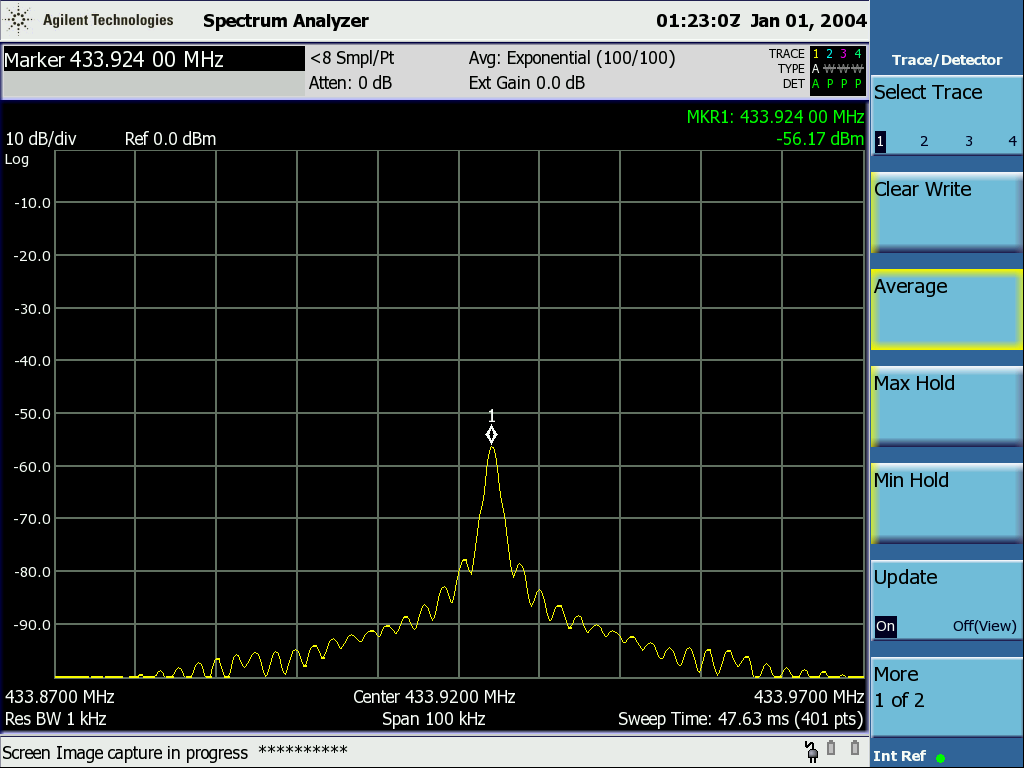 Agilent Technologies Spectrum Analyzer 01:23:07 Jan 01, 2004
Marker 433.924 00 MHz <8 Smpl/Pt Avg: Exponential (100/100) TRACE 1 2 3 4
TYPE A W W W
Atten: 0 dB Ext Gain 0.0 dB DET A P P P
MKR1: 433.924 00 MHz
10 dB/div Ref 0.0 dBm -56.17 dBm
Log
-10.0
-20.0
-30.0
-40.0
1
-50.0
-60.0
-70.0
-80.0
-90.0
433.8700 MHz Center 433.9200 MHz 433.9700 MHz
Res BW 1 kHz Span 100 kHz Sweep Time: 47.63 ms (401 pts)
Screen Image capture in progress **********
Trace/Detector
Select Trace
1 2 3 4
Clear Write
Average
Max Hold
Min Hold
Update
On Off(View)
More
1 of 2
Int Ref